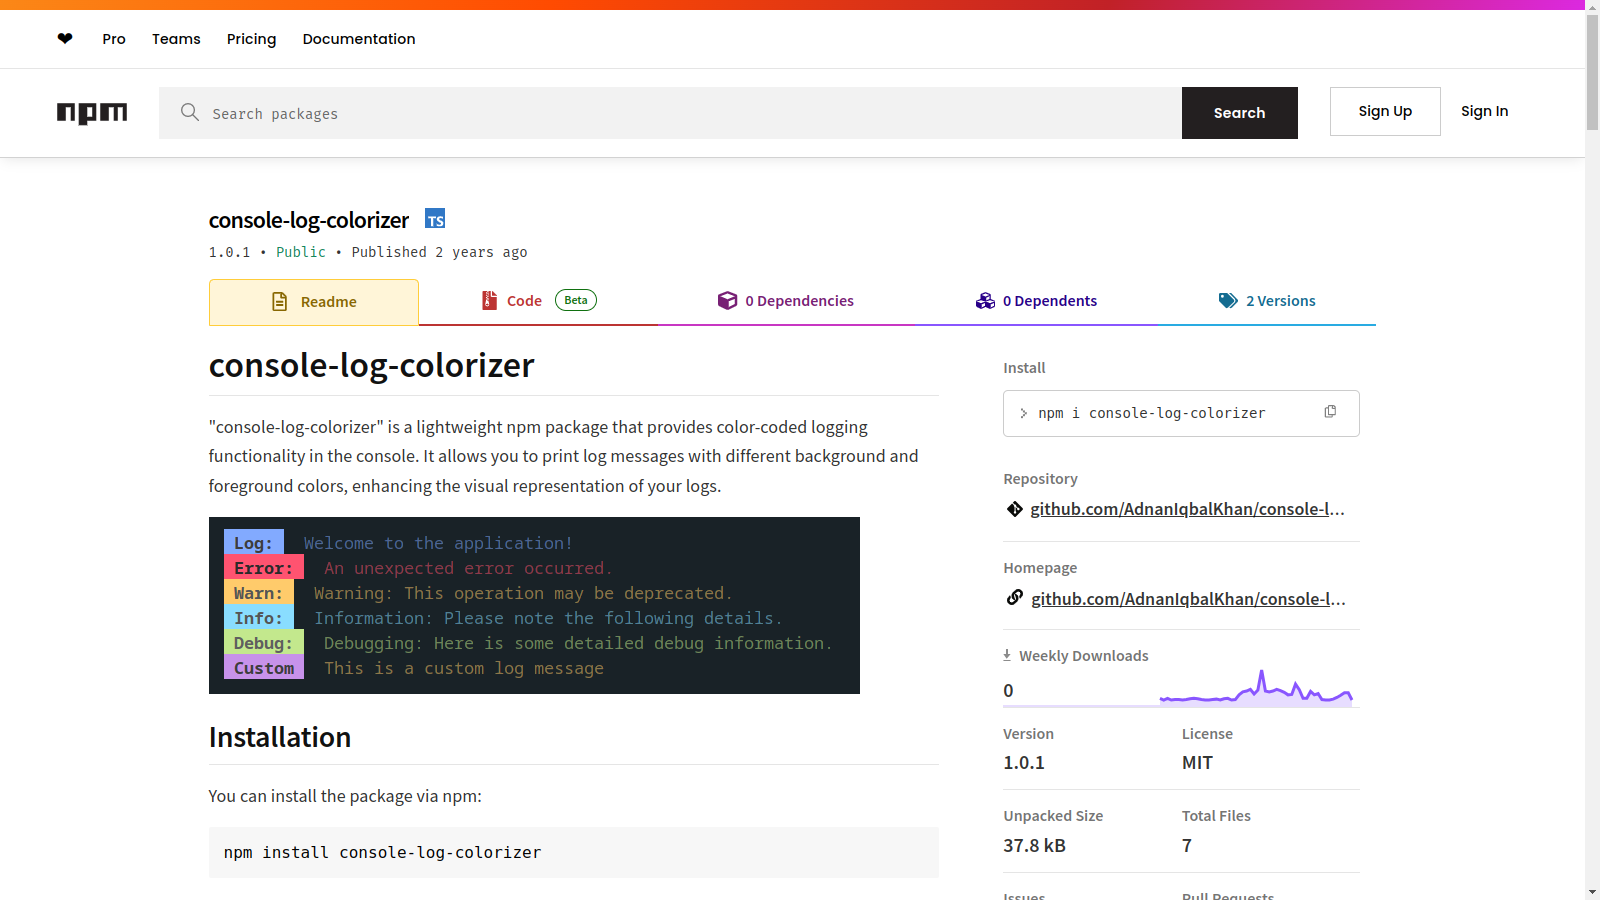 ❤
Pro
Teams
Pricing
Documentation
npm
Search packages
Search
Sign Up
Sign In
console-log-colorizer
TS
1.0.1 • Public • Published 2 years ago
Readme
Code Beta
0 Dependencies
0 Dependents
2 Versions
console-log-colorizer
"console-log-colorizer" is a lightweight npm package that provides color-coded logging
functionality in the console. It allows you to print log messages with different background and
foreground colors, enhancing the visual representation of your logs.
Log: Welcome to the application!
Error: An unexpected error occurred.
Warn: Warning: This operation may be deprecated.
Info: Information: Please note the following details.
Debug: Debugging: Here is some detailed debug information.
Custom This is a custom log message
Installation
You can install the package via npm:
npm install console-log-colorizer
Install
npm i console-log-colorizer
Repository
github.com/AdnanIqbalKhan/console-l...
Homepage
github.com/AdnanIqbalKhan/console-l...
Weekly Downloads
0
Version
1.0.1
License
MIT
Unpacked Size
37.8 kB
Total Files
7
Issues
Pull Requests